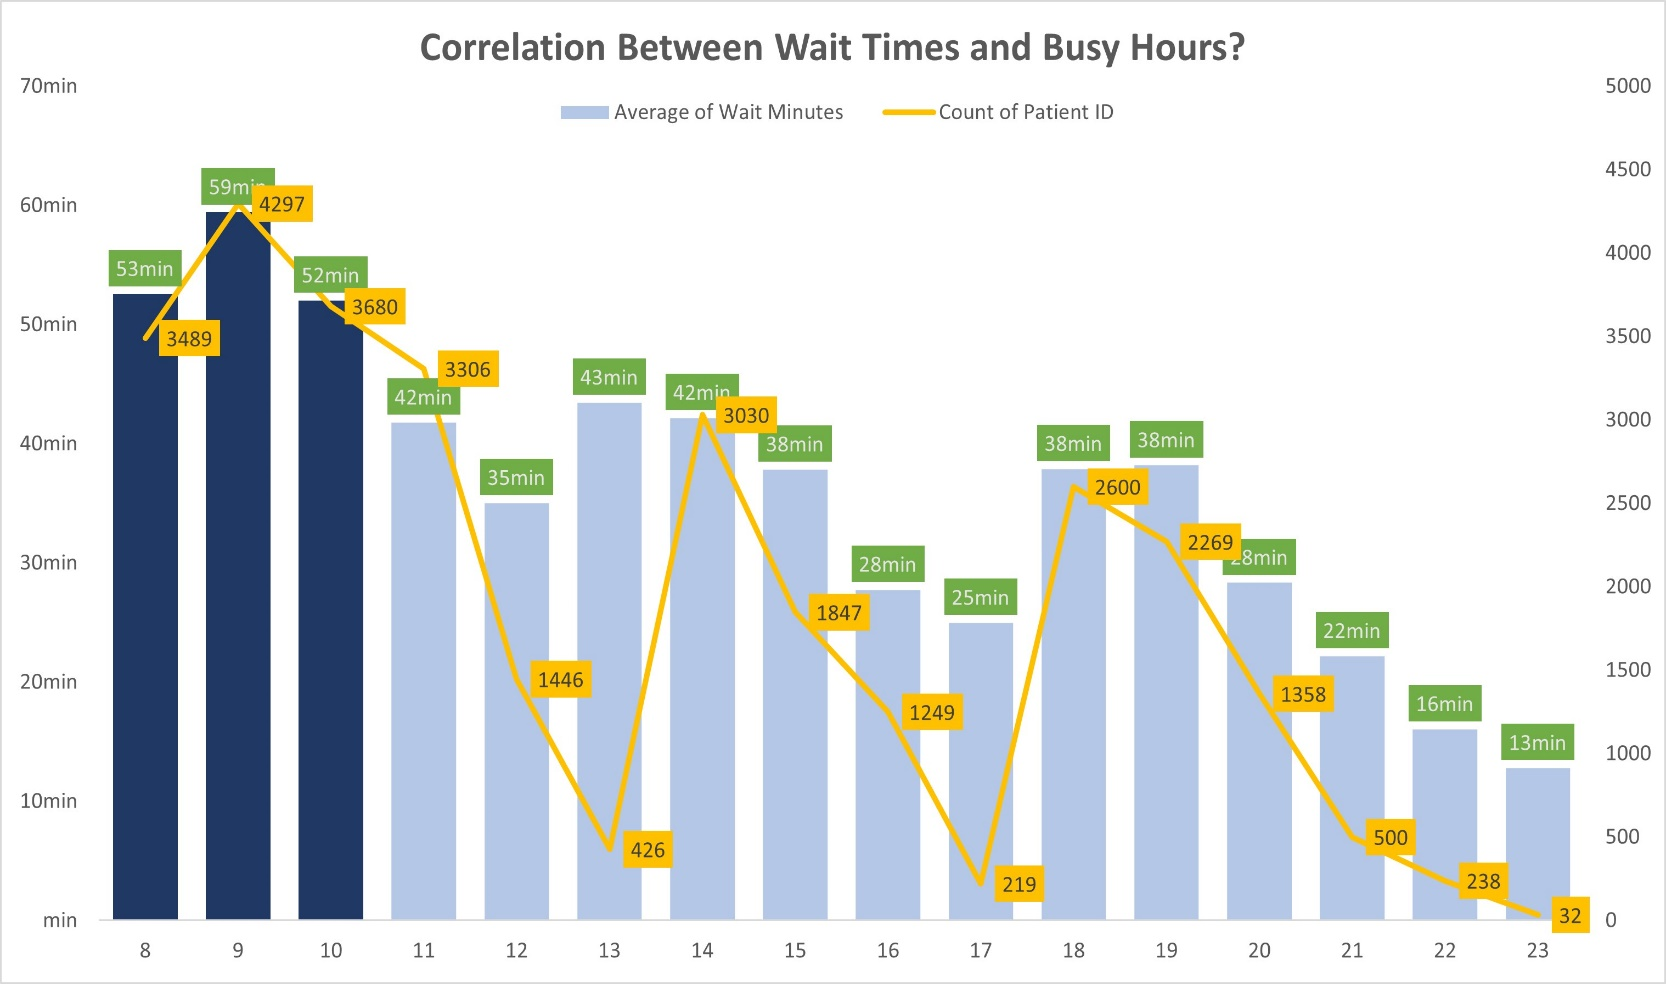 Correlation Between Wait Times and Busy Hours?
Average of Wait Minutes
Count of Patient ID
70min
60min
50min
40min
30min
20min
10min
min
5000
4500
4000
3500
3000
2500
2000
1500
1000
500
0
53min
59min
52min
42min
35min
43min
42min
38min
28min
25min
38min
38min
28min
22min
16min
13min
3489
4297
3680
3306
1446
426
3030
1847
1249
219
2600
2269
1358
500
238
32
8 9 10 11 12 13 14 15 16 17 18 19 20 21 22 23